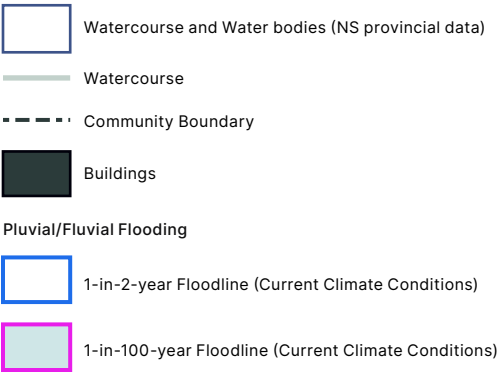 Watercourse and Water bodies (NS provincial data)
Watercourse
Community Boundary
Buildings
Pluvial/Fluvial Flooding
1-in-2-year Floodline (Current Climate Conditions)
1-in-100-year Floodline (Current Climate Conditions)